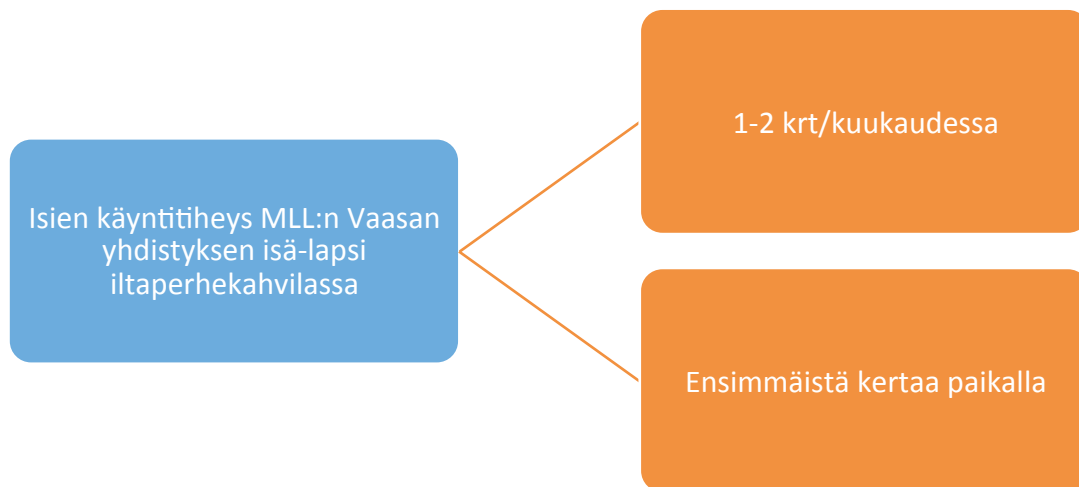 Isien käyntitiheys MLL:n Vaasan
yhdistyksen isä-lapsi
iltaperhekahvilassa
1-2 krt/kuukaudessa
Ensimmäistä kertaa paikalla